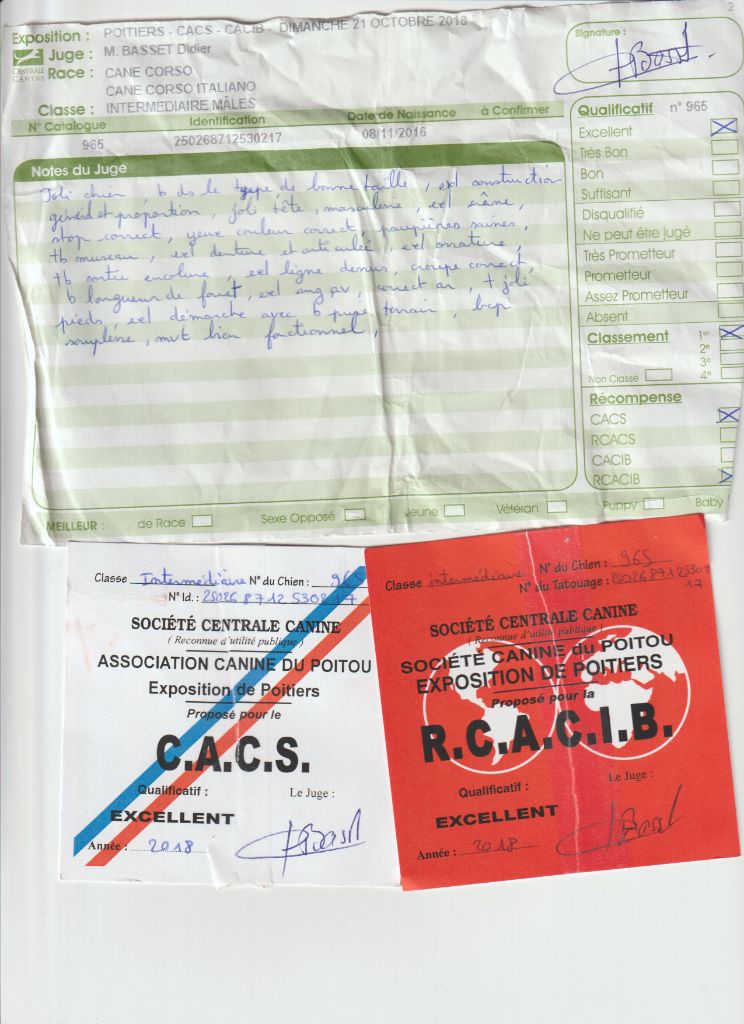 2
Exposition : POITIERS - CACS - CACIB - DIMANCHE 21 OCTOBRE 2018
Juge : M. BASSET Didier
CENTRALE CANINE
Race : CANE CORSO
CANE CORSO ITALIANO
Classe : INTERMEDIAIRE MÂLES
N° Catalogue Identification Date de Naissance à Confirmer
965 250268712530217 08/11/2016
Signature :
Notes du Juge
Joli chien, b ds le type de bonne taille, exl construction
général et proportion, joli tête, masculine, exl crâne,
stop correct, yeux couleur correct, paupières saines,
tb museau, exl denture et articulée, exl ossature,
tb sortie encolure, exl ligne dessus, croupe correct,
b longueur de fouet, exl ang av, correct ar, t joli
pieds, exl démarche avec b terrain, bcp
souplesse, mvt bien fonctionnel,
Qualificatif n° 965
Excellent
Très Bon
Bon
Suffisant
Disqualifié
Ne peut être Jugé
Très Prometteur
Prometteur
Assez Prometteur
Absent
Classement 1er
2e
3e
Non Classé 4e
Récompense
CACS
RCACS
CACIB
RCACIB
MEILLEUR : de Race Sexe Opposé Jeune Vétéran Puppy Baby
Classe Intermédiaire N° du Chien : 965
N° Id. : 250268712530217
SOCIÉTÉ CENTRALE CANINE
( Reconnue d'utilité publique )
ASSOCIATION CANINE DU POITOU
Exposition de Poitiers
Proposé pour le
C.A.C.S.
Qualificatif : Le Juge :
EXCELLENT
Année : 2018
Classe intermédiaire N° du Chien : 965
N° du Tatouage : 2502687125302
17
SOCIÉTÉ CENTRALE CANINE
(Reconnue d'utilité publique )
SOCIÉTÉ CANINE du POITOU
EXPOSITION DE POITIERS
Proposé pour la
R.C.A.C.I.B.
Qualificatif : Le Juge :
EXCELLENT
Année : 2018